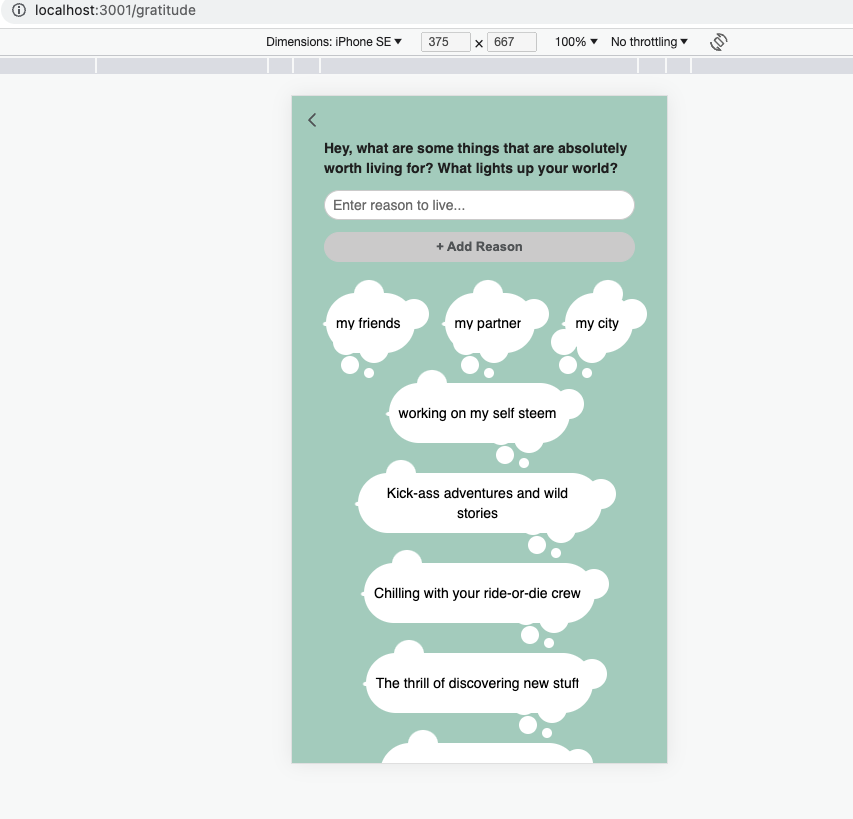 localhost:3001/gratitude
Dimensions: iPhone SE 375 x 667 100% No throttling
Hey, what are some things that are absolutely
worth living for? What lights up your world?
Enter reason to live...
+ Add Reason
my friends my partner my city
working on my self steem
Kick-ass adventures and wild
stories
Chilling with your ride-or-die crew
The thrill of discovering new stuff